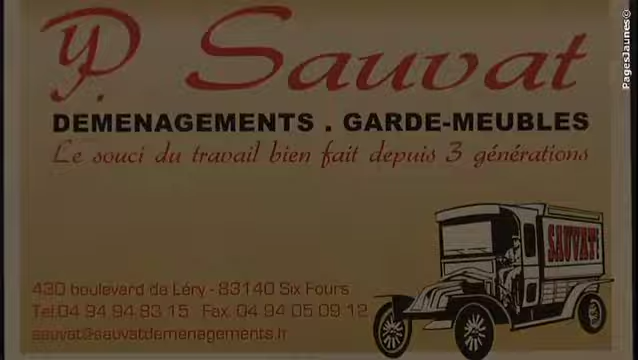 P. Sauvat
DEMENAGEMENTS . GARDE-MEUBLES
Le souci du travail bien fait depuis 3 générations
SAUVAT
430 boulevard de Léry - 83140 Six Fours
Tel.04 94 94 83 15 Fax. 04 94 05 09 12
sauvat@sauvatdemenagements.fr
PagesJaunes©